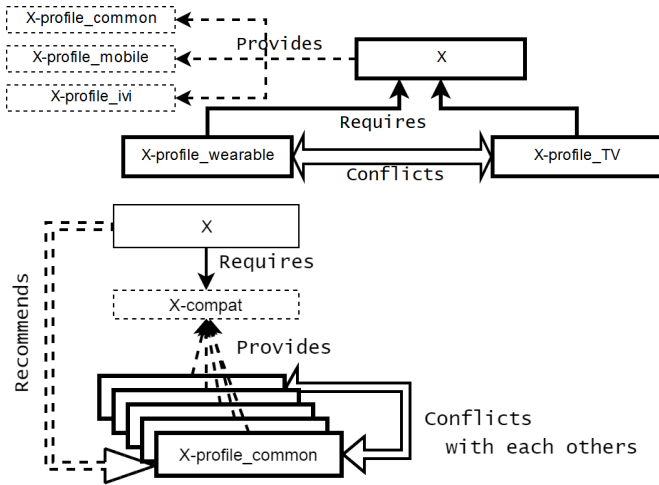 X-profile_common
Provides
X-profile_mobile
X
X-profile_ivi
Requires
X-profile_wearable
X-profile_TV
Conflicts
X
Requires
Recommends
X-compat
Provides
Conflicts
with each others
X-profile_common